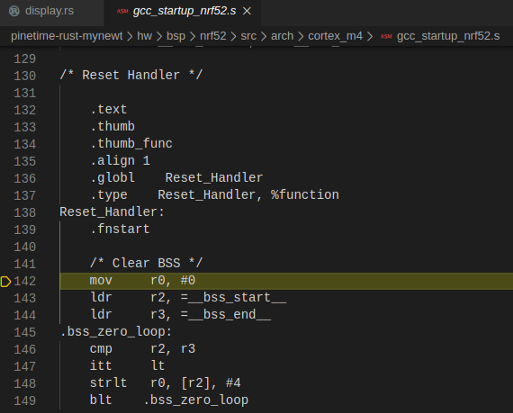 display.rs gcc_startup_nrf52.s
pinetime-rust-mynewt > hw > bsp > nrf52 > src > arch > cortex_m4 > gcc_startup_nrf52.s
129
130 /* Reset Handler */
131
132 .text
133 .thumb
134 .thumb_func
135 .align 1
136 .globl Reset_Handler
137 .type Reset_Handler, %function
138 Reset_Handler:
139 .fnstart
140
141 /* Clear BSS */
142 mov r0, #0
143 ldr r2, =__bss_start__
144 ldr r3, =__bss_end__
145 .bss_zero_loop:
146 cmp r2, r3
147 itt lt
148 strlt r0, [r2], #4
149 blt .bss_zero_loop